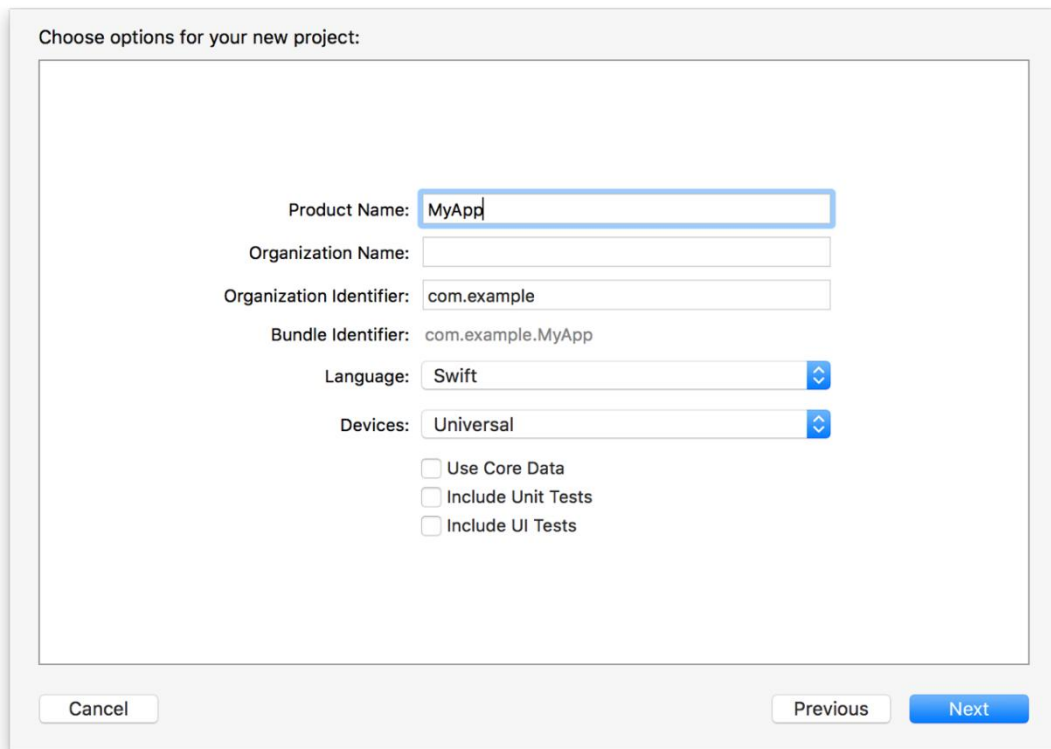 Choose options for your new project:
Product Name: MyApp
Organization Name:
Organization Identifier: com.example
Bundle Identifier: com.example.MyApp
Language: Swift
Devices: Universal
Use Core Data
Include Unit Tests
Include UI Tests
Cancel Previous Next